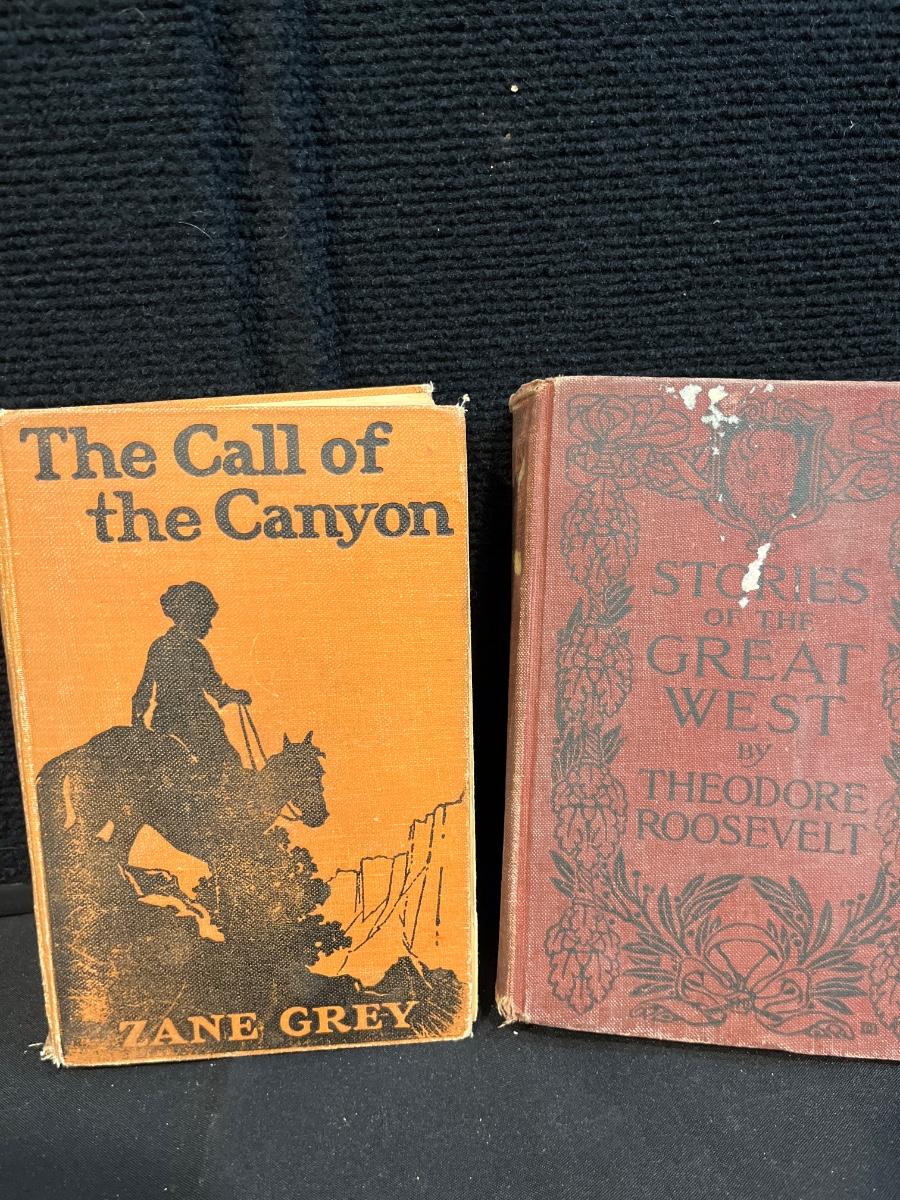 The Call of
the Canyon
ZANE GREY
STORIES
OF THE
GREAT
WEST
BY
THEODORE
ROOSEVELT